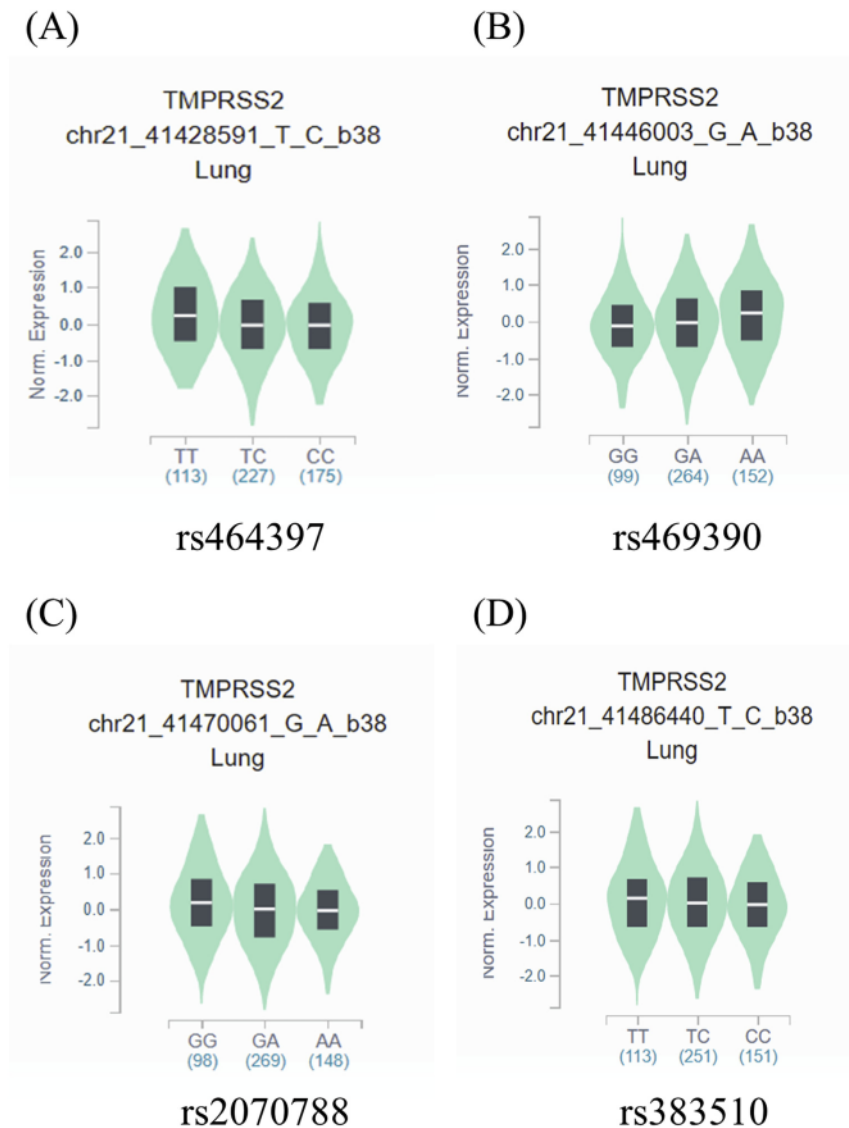 (A)
TMPRSS2
chr21_41428591_T_C_b38
Lung
Norm. Expression
2.0
1.0
0.0
-1.0
-2.0
TT TC CC
(113) (227) (175)
rs464397
(B)
TMPRSS2
chr21_41446003_G_A_b38
Lung
Norm. Expression
2.0
1.0
0.0
-1.0
-2.0
GG GA AA
(99) (264) (152)
rs469390
(C)
TMPRSS2
chr21_41470061_G_A_b38
Lung
Norm. Expression
2.0
1.0
0.0
-1.0
-2.0
GG GA AA
(98) (269) (148)
rs2070788
(D)
TMPRSS2
chr21_41486440_T_C_b38
Lung
Norm. Expression
2.0
1.0
0.0
-1.0
-2.0
TT TC CC
(113) (251) (151)
rs383510